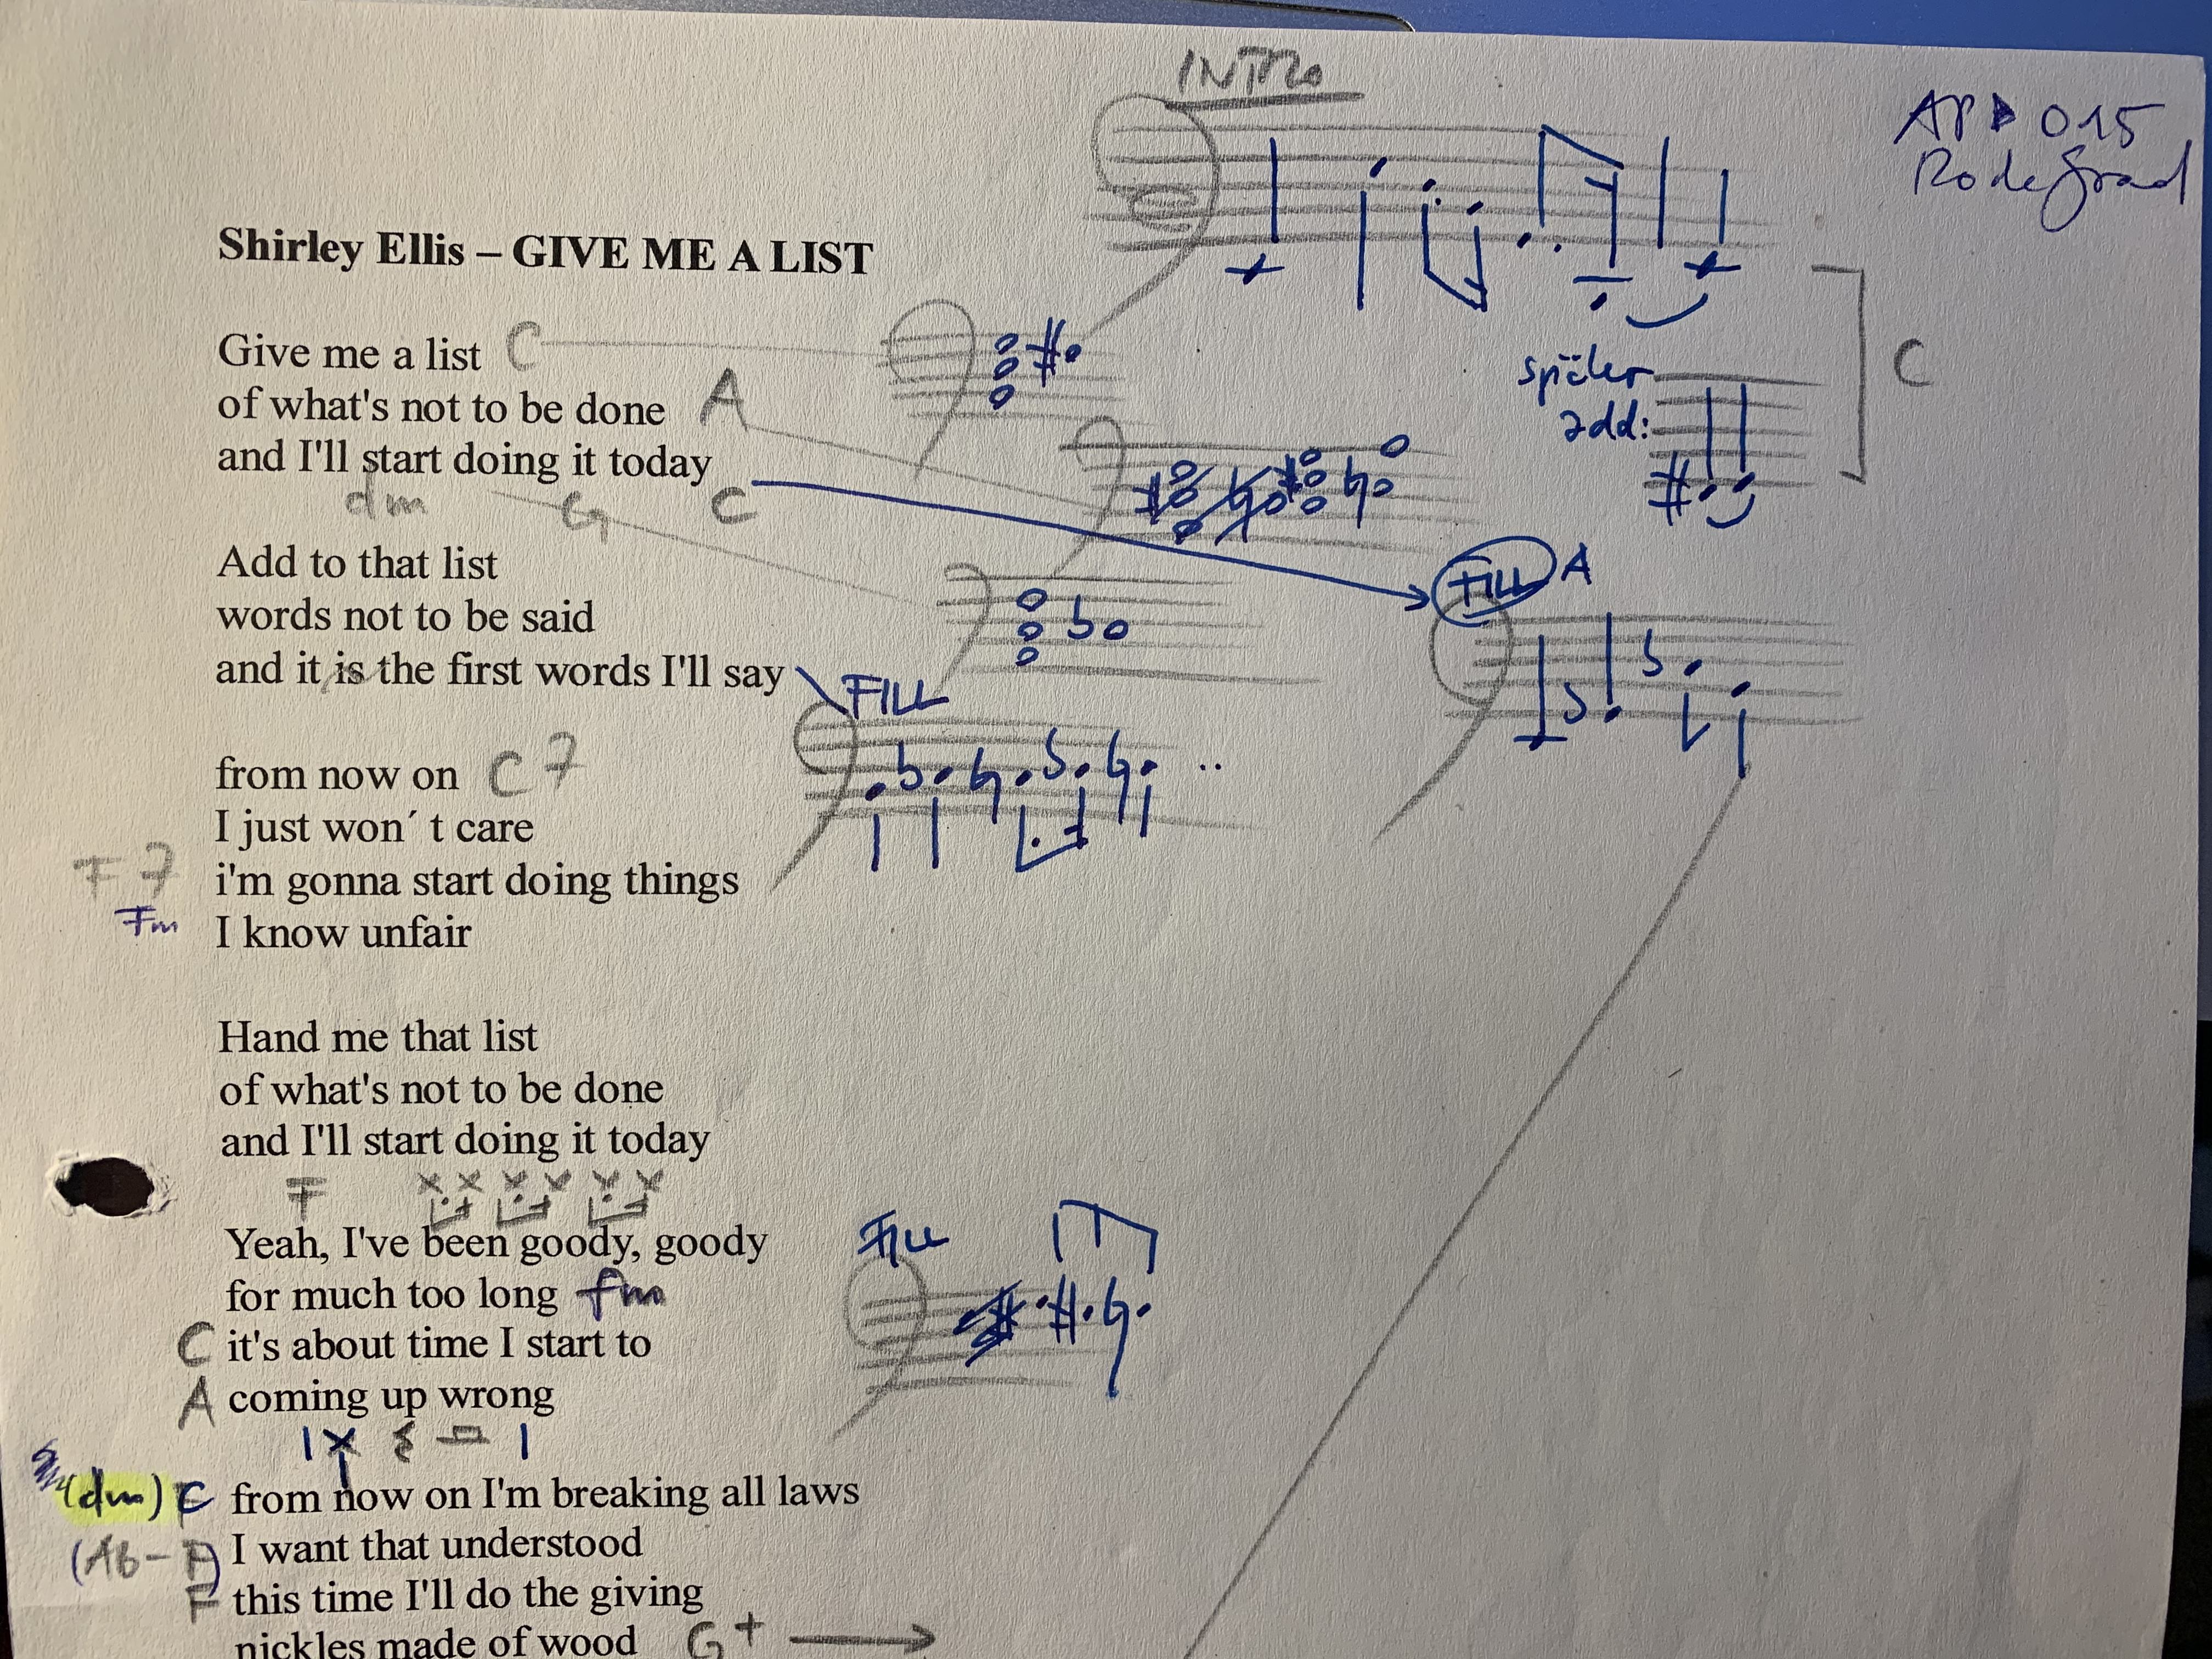 INTRO
015
Shirley Ellis – GIVE ME A LIST
Give me a list C
of what's not to be done A
and I'll start doing it today
dm G C
später
add:
C
FILL A
Add to that list
words not to be said
and it is the first words I'll say
FILL
from now on C7
I just won´ t care
F7 i'm gonna start doing things
Fm I know unfair
Hand me that list
of what's not to be done
and I'll start doing it today
F
Yeah, I've been goody, goody
FILL
for much too long fm
C it's about time I start to
A coming up wrong
(dm) from now on I'm breaking all laws
I want that understood
F this time I'll do the giving
nickles made of wood G+